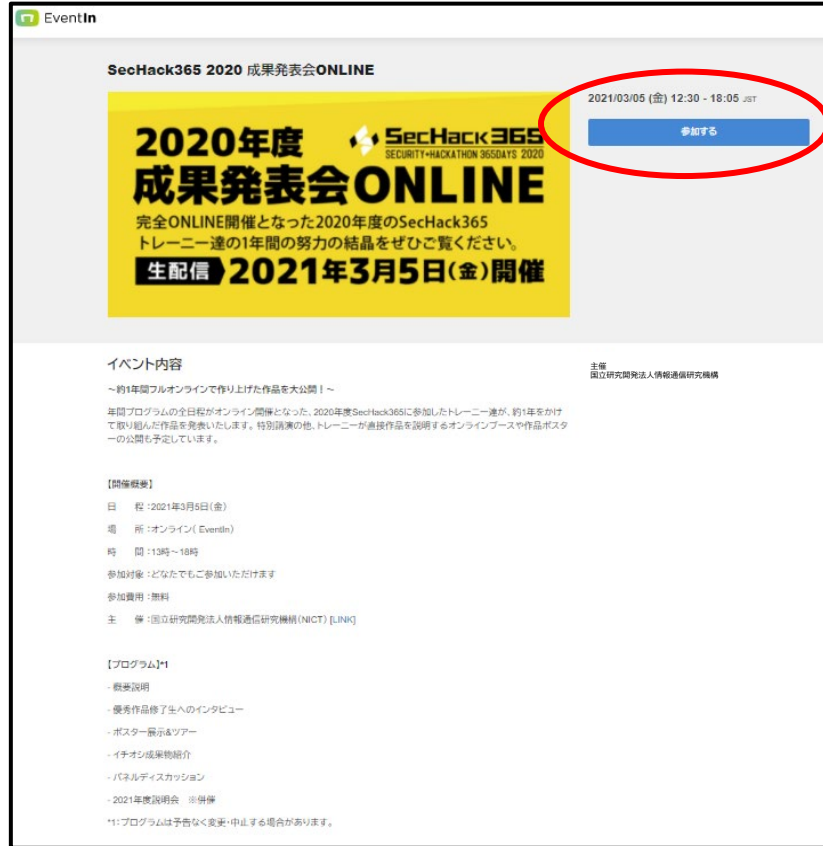 EventIn
SecHack365 2020 成果発表会ONLINE
2021/03/05 (金) 12:30 - 18:05 JST
参加する
2020年度
SecHack365
SECURITY+HACKATHON 365DAYS 2020
成果発表会ONLINE
完全ONLINE開催となった2020年度のSecHack365
トレーニー達の1年間の努力の結晶をぜひご覧ください。
生配信 2021年3月5日(金)開催
イベント内容
主催
国立研究開発法人情報通信研究機構
～約1年間フルオンラインで作り上げた作品を大公開！～
年間プログラムの全日程がオンライン開催となった、2020年度SecHack365に参加したトレーニー達が、約1年をかけ
て取り組んだ作品を発表いたします。特別講演の他、トレーニーが直接作品を説明するオンラインブースや作品ポスタ
ーの公開も予定しています。
【開催概要】
日　程：2021年3月5日(金)
場　所：オンライン( EventIn)
時　間：13時～18時
参加対象：どなたでもご参加いただけます
参加費用：無料
主　催：国立研究開発法人情報通信研究機構(NICT) [LINK]
【プログラム】*1
- 概要説明
- 優秀作品修了生へのインタビュー
- ポスター展示&ツアー
- イチオシ成果物紹介
- パネルディスカッション
- 2021年度説明会　※併催
*1：プログラムは予告なく変更・中止する場合があります。